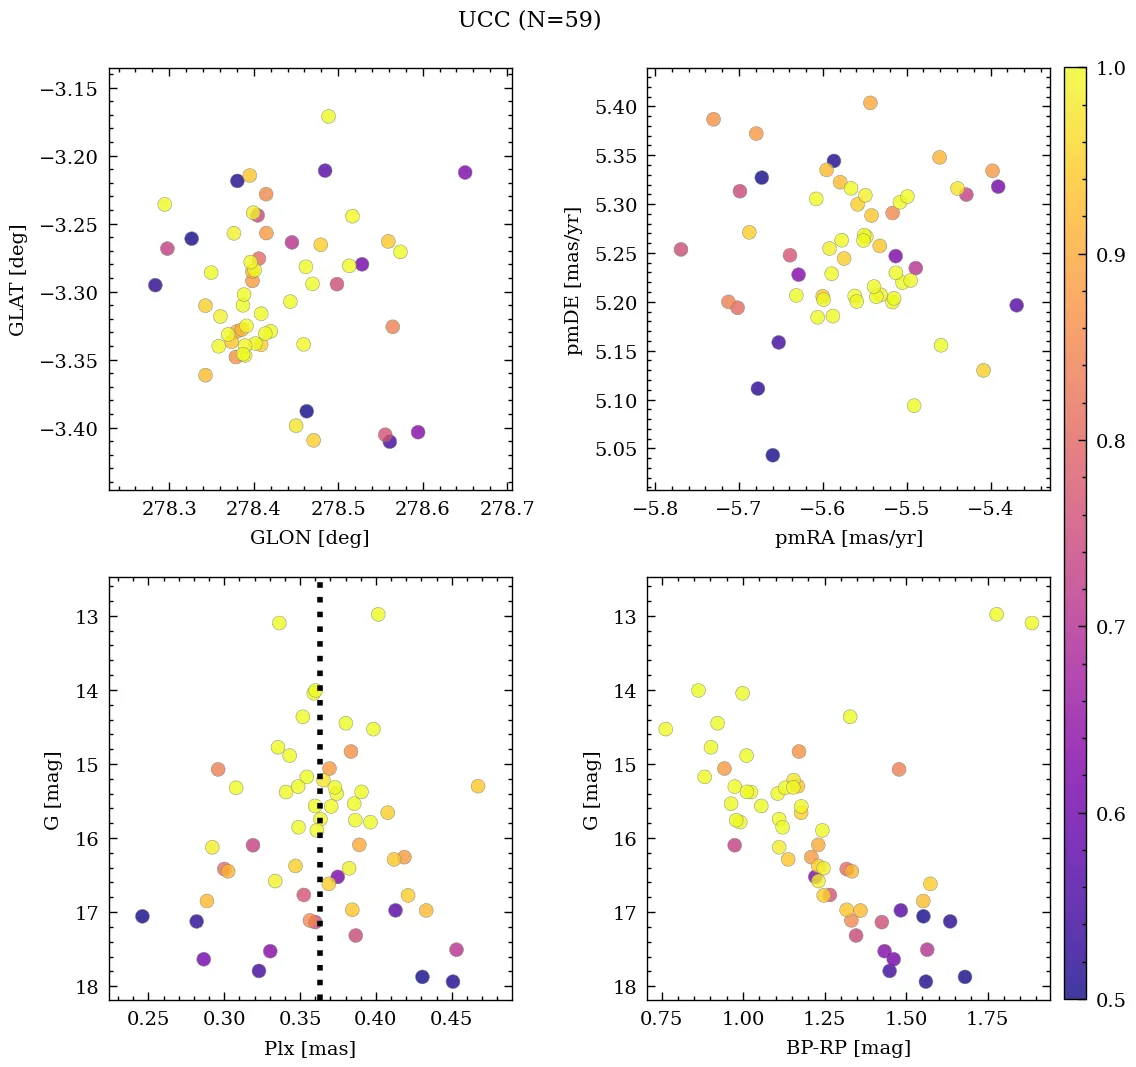 UCC (N=59)
−3.15
−3.20
−3.25
−3.30
−3.35
−3.40
GLAT [deg]
278.3 278.4 278.5 278.6 278.7
GLON [deg]
5.40
5.35
5.30
5.25
5.20
5.15
5.10
5.05
pmDE [mas/yr]
−5.8 −5.7 −5.6 −5.5 −5.4
pmRA [mas/yr]
1.0
0.9
0.8
0.7
0.6
0.5
13
14
15
16
17
18
G [mag]
0.25 0.30 0.35 0.40 0.45
Plx [mas]
13
14
15
16
17
18
G [mag]
0.75 1.00 1.25 1.50 1.75
BP-RP [mag]